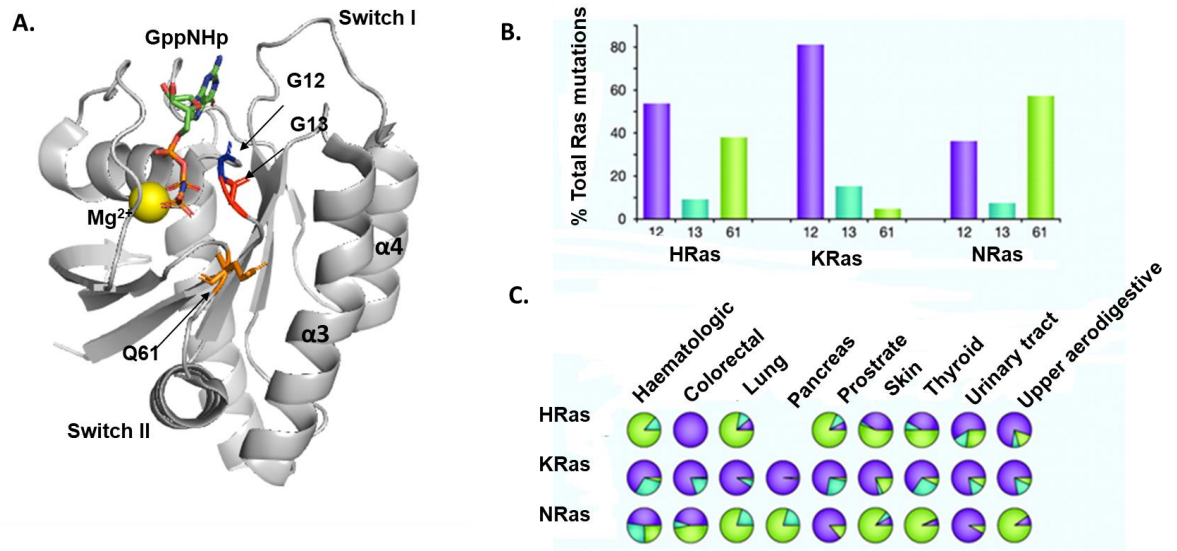 A.
Switch I
GppNHp
G12
G13
Mg2+
α4
α3
Q61
Switch II
B.
% Total Ras mutations
80
60
40
20
0
12 13 61 12 13 61 12 13 61
HRas KRas NRas
C.
Haematologic Colorectal Lung Pancreas Prostrate Skin Thyroid Urinary tract Upper aerodigestive
HRas
KRas
NRas